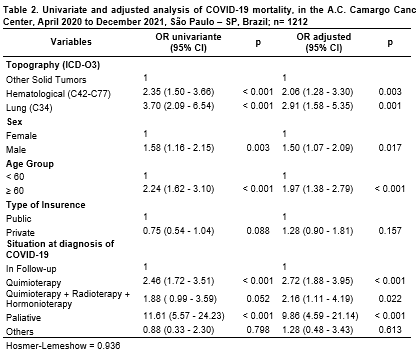 Table 2. Univariate and adjusted analysis of COVID-19 mortality, in the A.C. Camargo Canc
Center, April 2020 to December 2021, São Paulo – SP, Brazil; n= 1212
Variables OR univariate (95% CI) p OR adjusted (95% CI) p
Topography (ICD-O3)
Other Solid Tumors 1 1
Hematological (C42-C77) 2.35 (1.50 - 3.66) < 0.001 2.06 (1.28 - 3.30) 0.003
Lung (C34) 3.70 (2.09 - 6.54) < 0.001 2.91 (1.58 - 5.35) 0.001
Sex
Female 1 1
Male 1.58 (1.16 - 2.15) 0.003 1.50 (1.07 - 2.09) 0.017
Age Group
< 60 1 1
≥ 60 2.24 (1.62 - 3.10) < 0.001 1.97 (1.38 - 2.79) < 0.001
Type of Insurence
Public 1 1
Private 0.75 (0.54 - 1.04) 0.088 1.28 (0.90 - 1.81) 0.157
Situation at diagnosis of
COVID-19
In Follow-up 1 1
Quimioterapy 2.46 (1.72 - 3.51) < 0.001 2.72 (1.88 - 3.95) < 0.001
Quimioterapy + Radioterapy +
Hormonioterapy 1.88 ( 0.99 - 3.59) 0.052 2.16 (1.11 - 4.19) 0.022
Paliative 11.61 (5.57 - 24.23) < 0.001 9.86 (4.59 - 21.14) < 0.001
Others 0.88 (0.33 - 2.30) 0.798 1.28 (0.48 - 3.43) 0.613
Hosmer-Lemeshow = 0.936